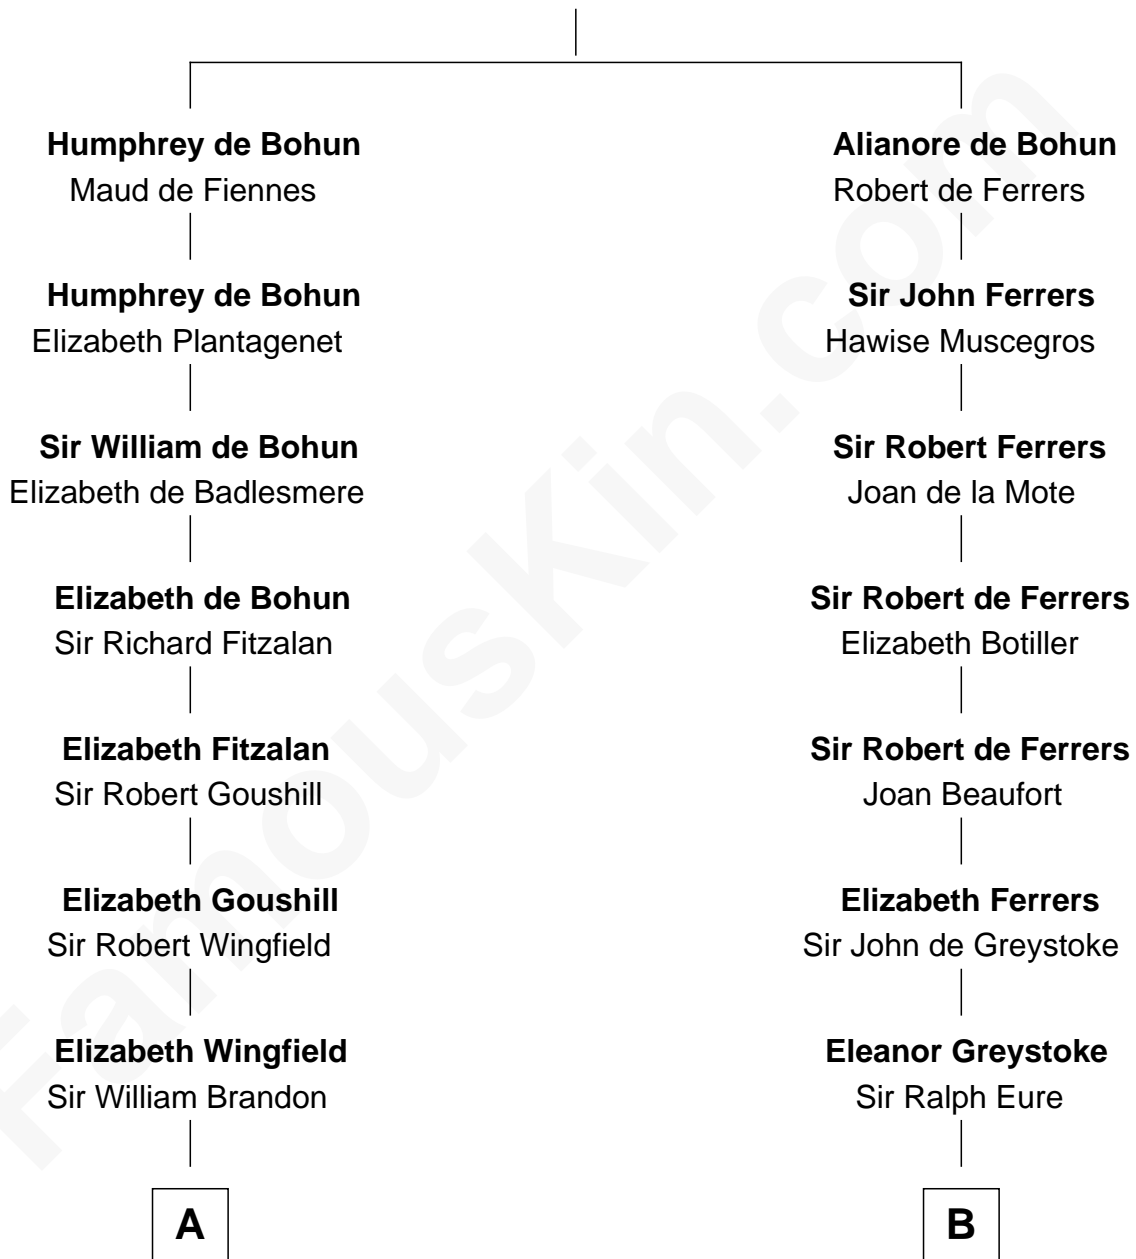 Humphrey de Bohun
Maud de Fiennes
Humphrey de Bohun
Elizabeth Plantagenet
Sir William de Bohun
Elizabeth de Badlesmere
Elizabeth de Bohun
Sir Richard Fitzalan
Elizabeth Fitzalan
Sir Robert Goushill
Elizabeth Goushill
Sir Robert Wingfield
Elizabeth Wingfield
Sir William Brandon
A
Alianore de Bohun
Robert de Ferrers
Sir John Ferrers
Hawise Muscegros
Sir Robert Ferrers
Joan de la Mote
Sir Robert de Ferrers
Elizabeth Botiller
Sir Robert de Ferrers
Joan Beaufort
Elizabeth Ferrers
Sir John de Greystoke
Eleanor Greystoke
Sir Ralph Eure
B
FamousKin.com